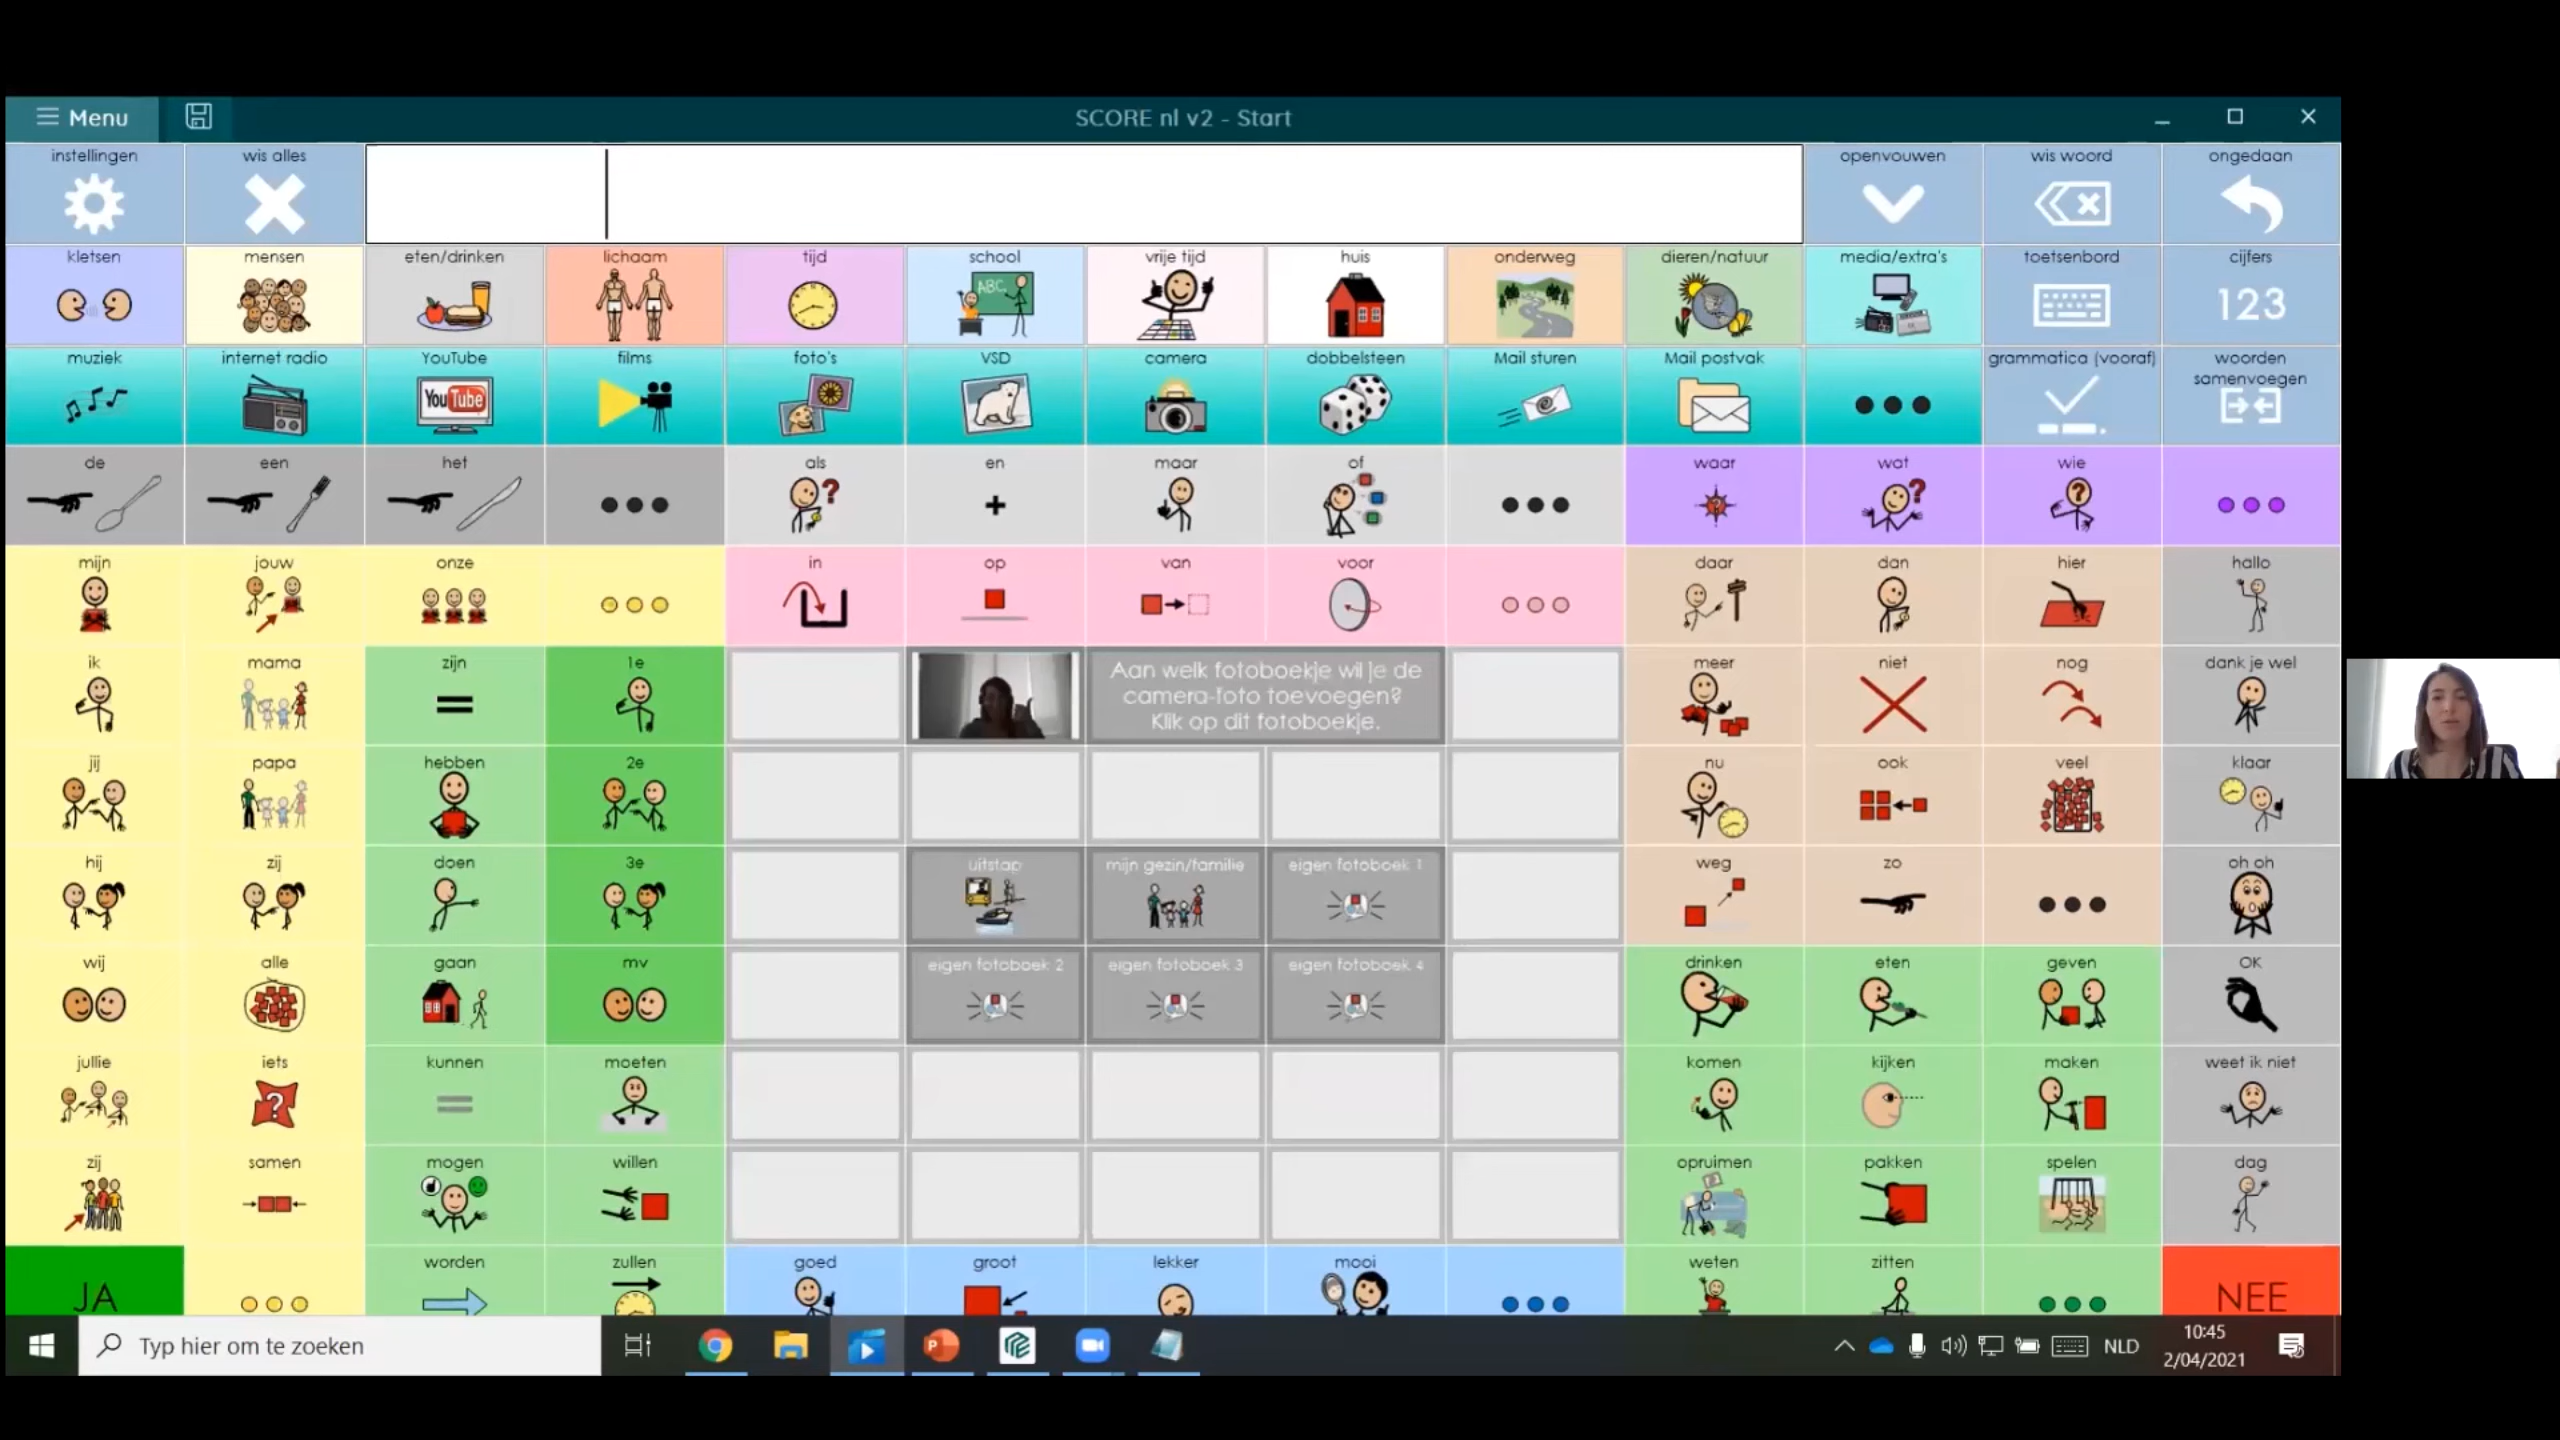 Menu
SCORE nl v2 - Start
instellingen
wis alles
openvouwen
wis woord
ongedaan
kletsen
mensen
eten/drinken
lichaam
tijd
school
vrije tijd
huis
onderweg
dieren/natuur
media/extra's
toetsenbord
cijfers
ABC
123
muziek
internet radio
YouTube
films
foto's
VSD
camera
dobbelsteen
Mail sturen
Mail postvak
grammatica (vooraf)
woorden
samenvoegen
You Tube
de
een
het
als
en
maar
of
waar
wat
wie
mijn
jouw
onze
in
op
van
voor
daar
dan
hier
hallo
ik
mama
zijn
1e
Aan welk fotoboekje wil je de
camera-foto toevoegen?
Klik op dit fotoboekje.
meer
niet
nog
dank je wel
jij
papa
hebben
2e
nu
ook
veel
klaar
hij
zij
doen
3e
uitstap
mijn gezin/familie
eigen fotoboek 1
weg
zo
oh oh
wij
alle
gaan
mv
eigen fotoboek 2
eigen fotoboek 3
eigen fotoboek 4
drinken
eten
geven
OK
jullie
iets
kunnen
moeten
komen
kijken
maken
weet ik niet
zij
samen
mogen
willen
opruimen
pakken
spelen
dag
JA
worden
zullen
goed
groot
lekker
mooi
weten
zitten
NEE
Typ hier om te zoeken
NLD
10:45
2/04/2021